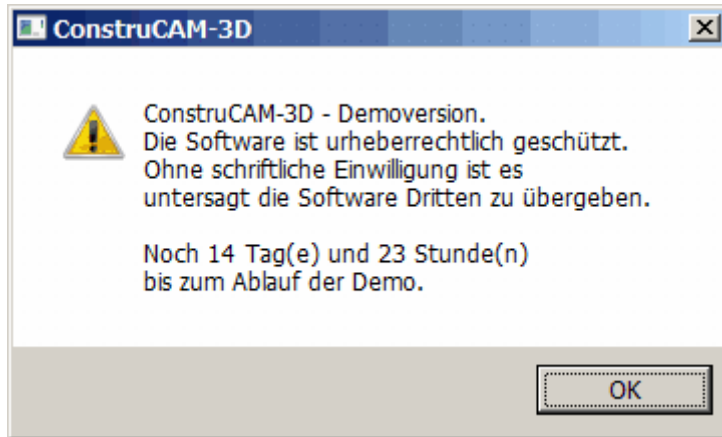 ConstruCAM-3D
ConstruCAM-3D - Demoversion.
Die Software ist urheberrechtlich geschützt.
Ohne schriftliche Einwilligung ist es
untersagt die Software Dritten zu übergeben.
Noch 14 Tag(e) und 23 Stunde(n)
bis zum Ablauf der Demo.
OK